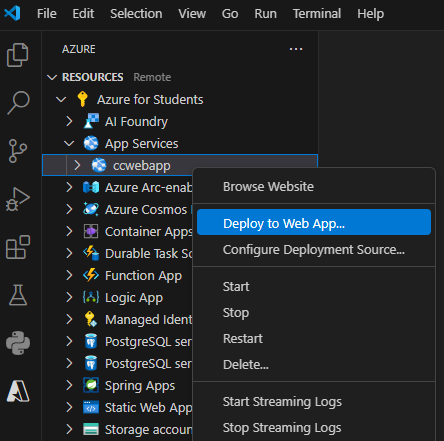 File Edit Selection View Go Run Terminal Help
AZURE
RESOURCES Remote
Azure for Students
AI Foundry
App Services
ccwebapp
Azure Arc-enab
Azure Cosmos
Container Apps
Durable Task Sc
Function App
Logic App
Managed Ident
PostgreSQL ser
PostgreSQL ser
Spring Apps
Static Web App
Storage accoun
Browse Website
Deploy to Web App...
Configure Deployment Source...
Start
Stop
Restart
Delete...
Start Streaming Logs
Stop Streaming Logs